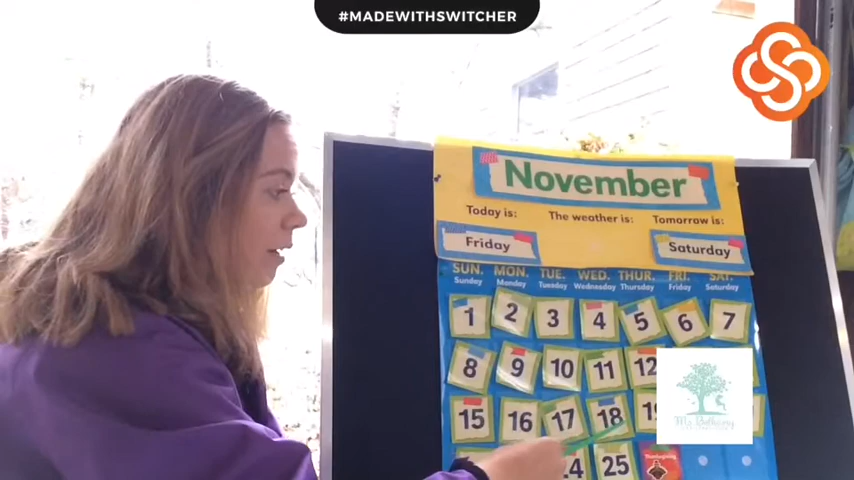 #MADEWITHSWITCHER
November
Today is: The weather is: Tomorrow is:
Friday Saturday
SUN. MON. TUE. WED. THUR. FRI. SAT.
Sunday Monday Tuesday Wednesday Thursday Friday Saturday
1 2 3 4 5 6 7
8 9 10 11 12
15 16 17 18
25 Thanksgiving